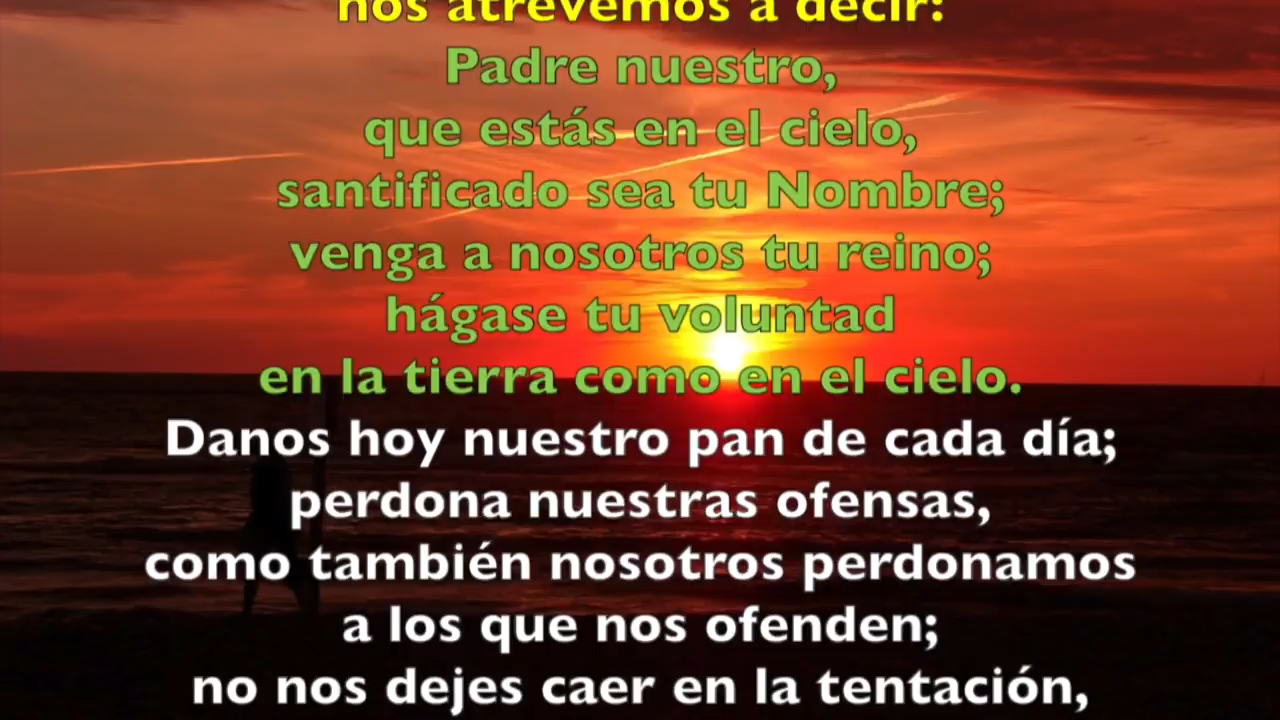 nos atrevemos a decir:
Padre nuestro,
que estás en el cielo,
santificado sea tu Nombre;
venga a nosotros tu reino;
hágase tu voluntad
en la tierra como en el cielo.
Danos hoy nuestro pan de cada día;
perdona nuestras ofensas,
como también nosotros perdonamos
a los que nos ofenden;
no nos dejes caer en la tentación,